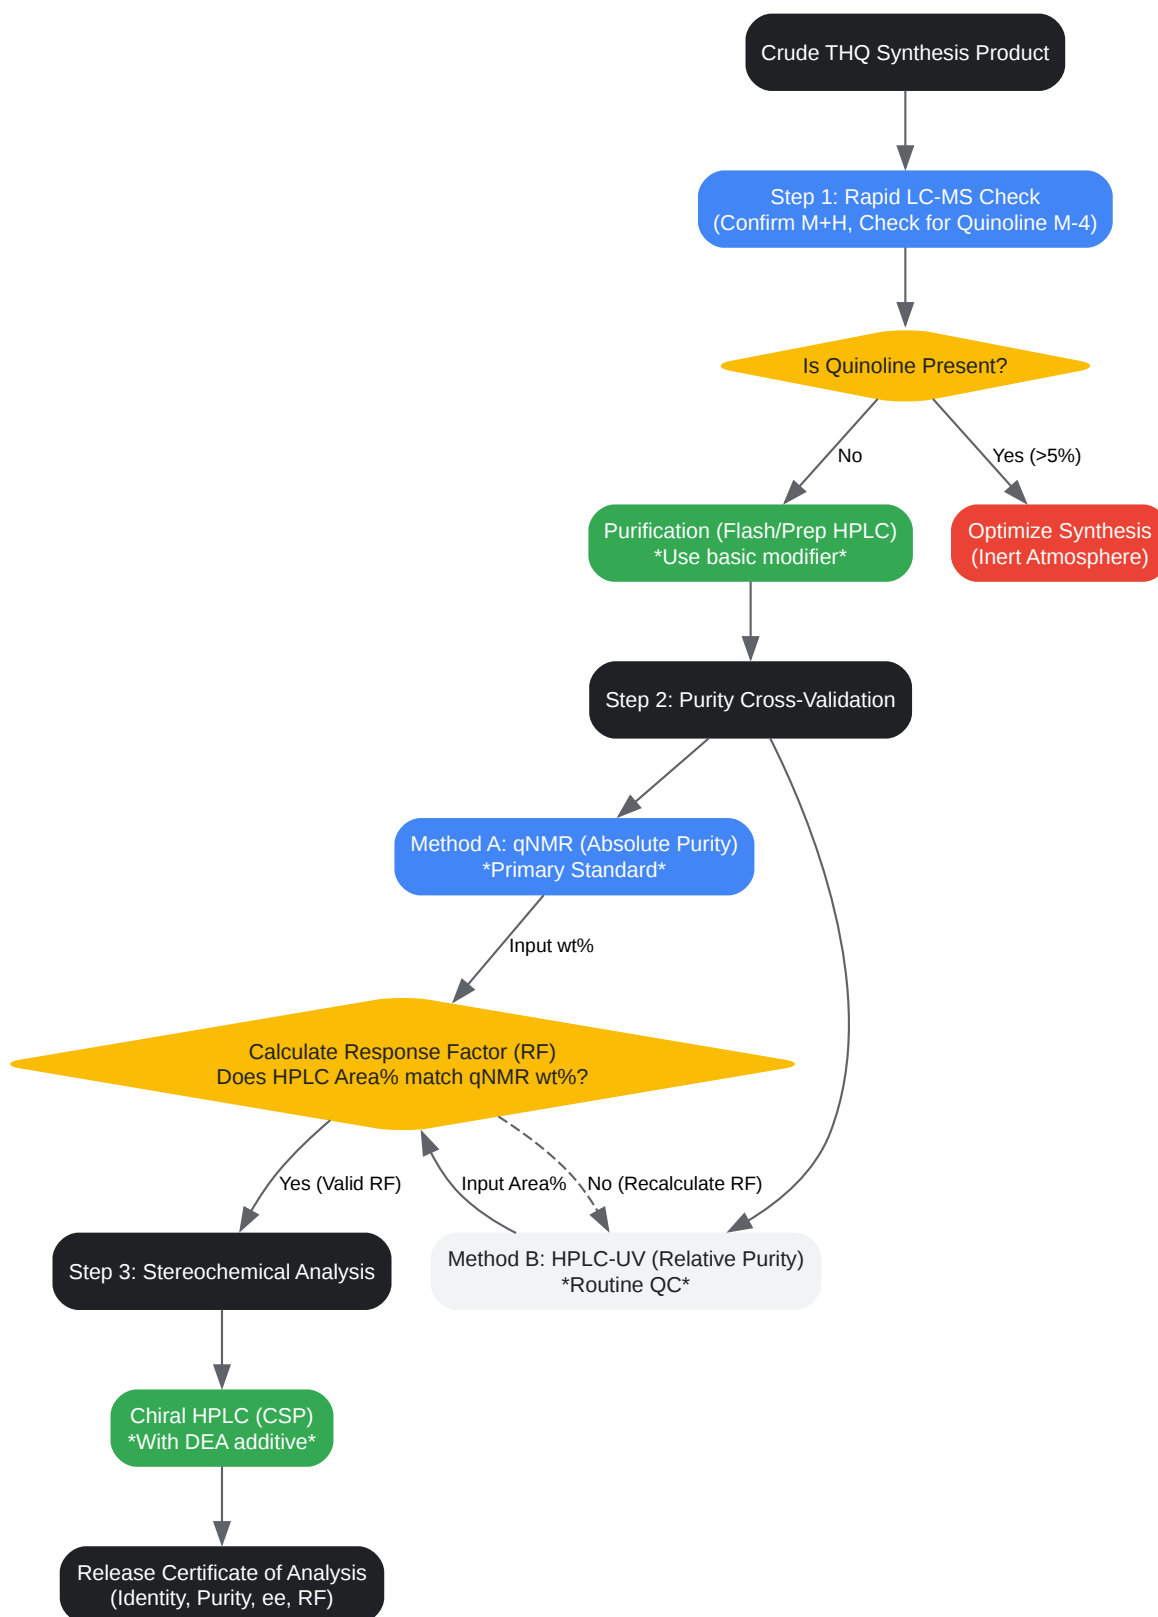 Crude THQ Synthesis Product
Step 1: Rapid LC-MS Check
(Confirm M+H, Check for Quinoline M-4)
Is Quinoline Present?
No
Yes (>5%)
Purification (Flash/Prep HPLC)
*Use basic modifier*
Optimize Synthesis
(Inert Atmosphere)
Step 2: Purity Cross-Validation
Method A: qNMR (Absolute Purity)
*Primary Standard*
Input wt%
Calculate Response Factor (RF)
Does HPLC Area% match qNMR wt%?
Yes (Valid RF)
Input Area%
No (Recalculate RF)
Step 3: Stereochemical Analysis
Method B: HPLC-UV (Relative Purity)
*Routine QC*
Chiral HPLC (CSP)
*With DEA additive*
Release Certificate of Analysis
(Identity, Purity, ee, RF)